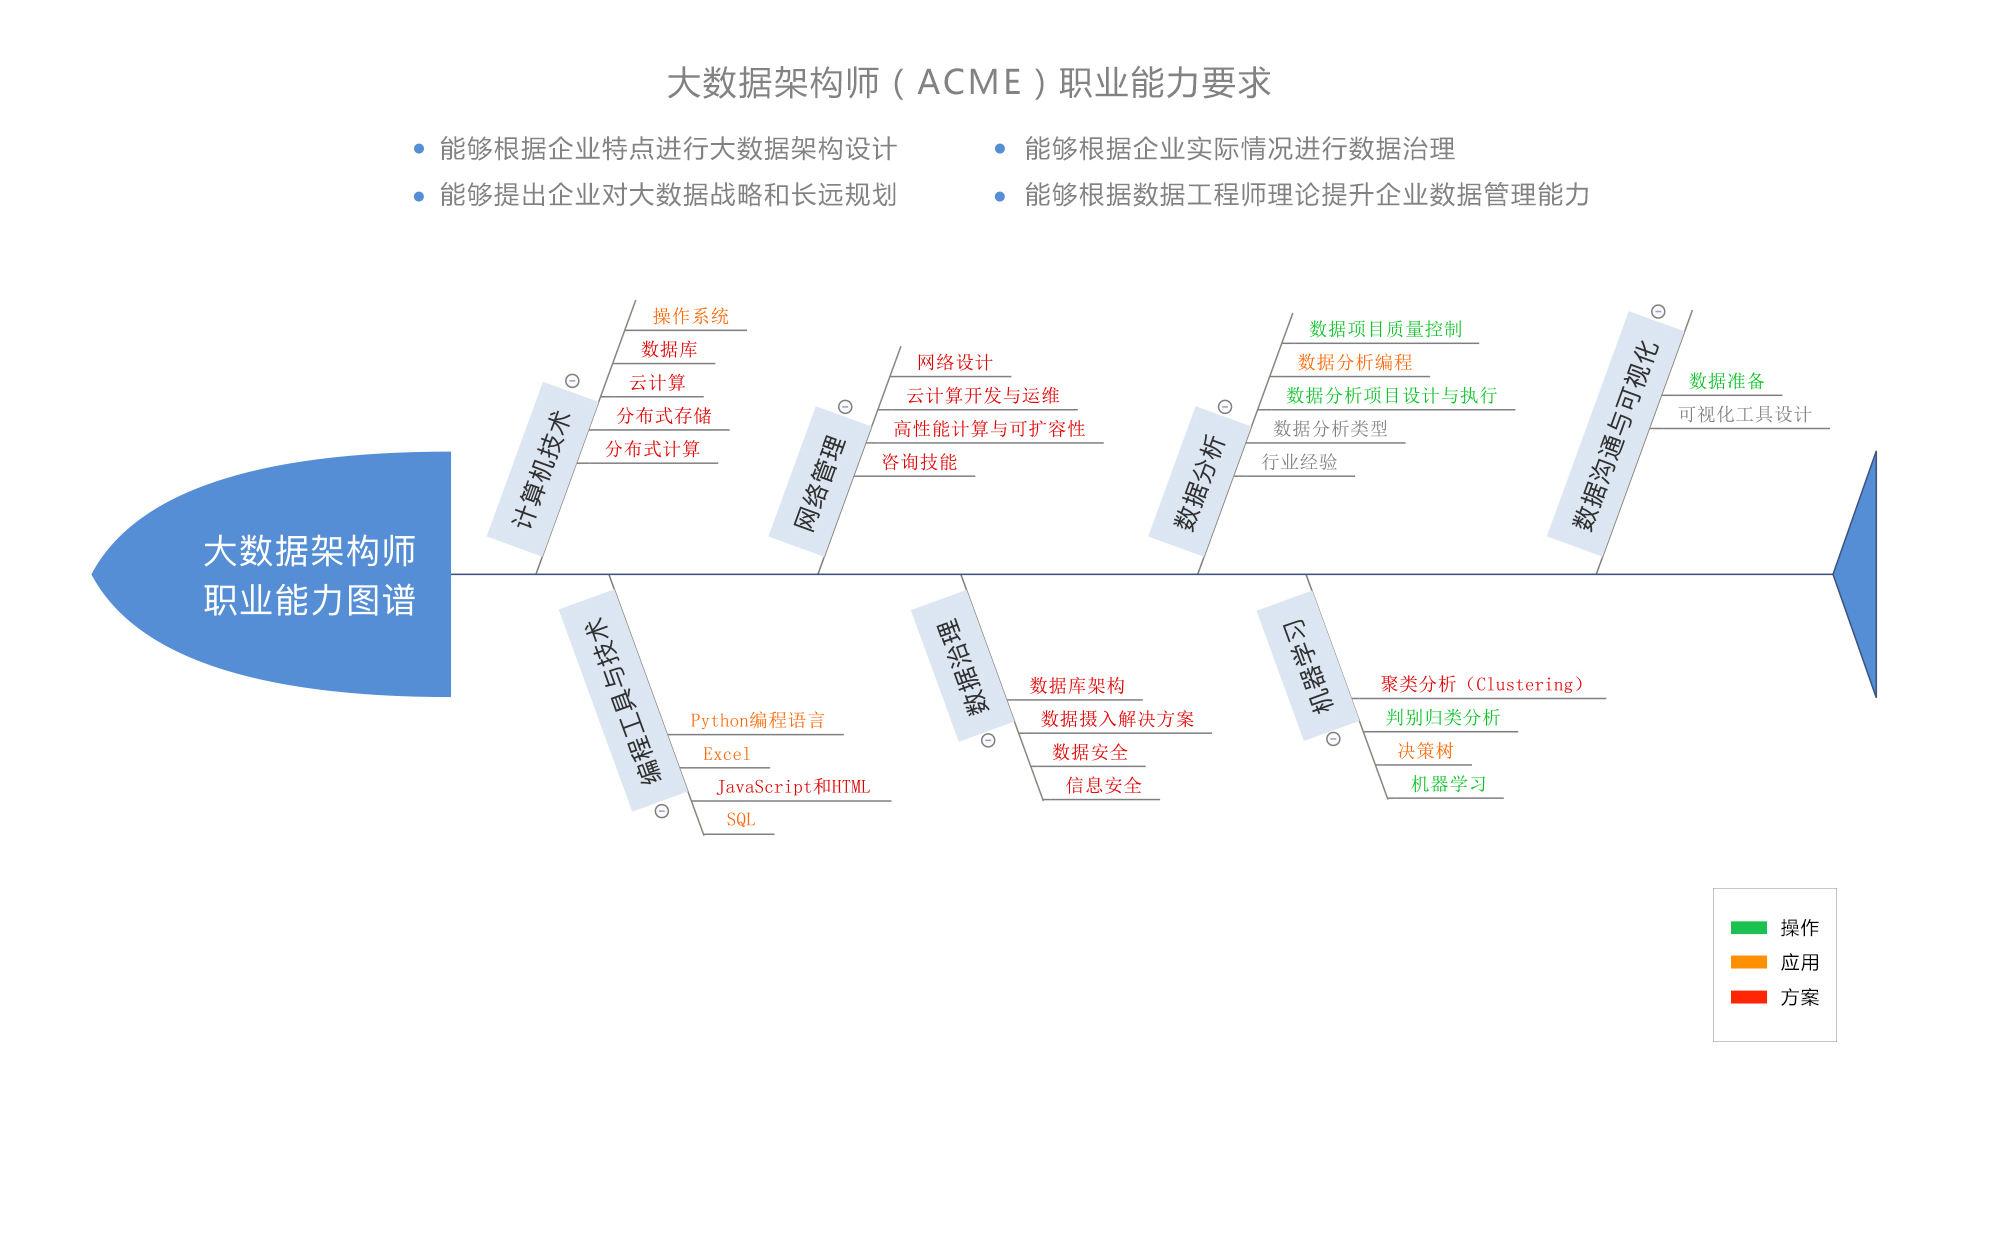 大数据架构师（ACME）职业能力要求
能够根据企业特点进行大数据架构设计
能够根据企业实际情况进行数据治理
能够提出企业对大数据战略和长远规划
能够根据数据工程师理论提升企业数据管理能力
大数据架构师
职业能力图谱
计算机技术
操作系统
数据库
云计算
分布式存储
分布式计算
网络管理
网络设计
云计算开发与运维
高性能计算与可扩容性
咨询技能
数据分析
数据项目质量控制
数据分析编程
数据分析项目设计与执行
数据分析类型
行业经验
数据沟通与可视化
数据准备
可视化工具设计
编程工具与技术
Python编程语言
Excel
JavaScript和HTML
SQL
数据治理
数据库架构
数据摄入解决方案
数据安全
信息安全
机器学习
聚类分析（Clustering）
判别归类分析
决策树
机器学习
操作
应用
方案